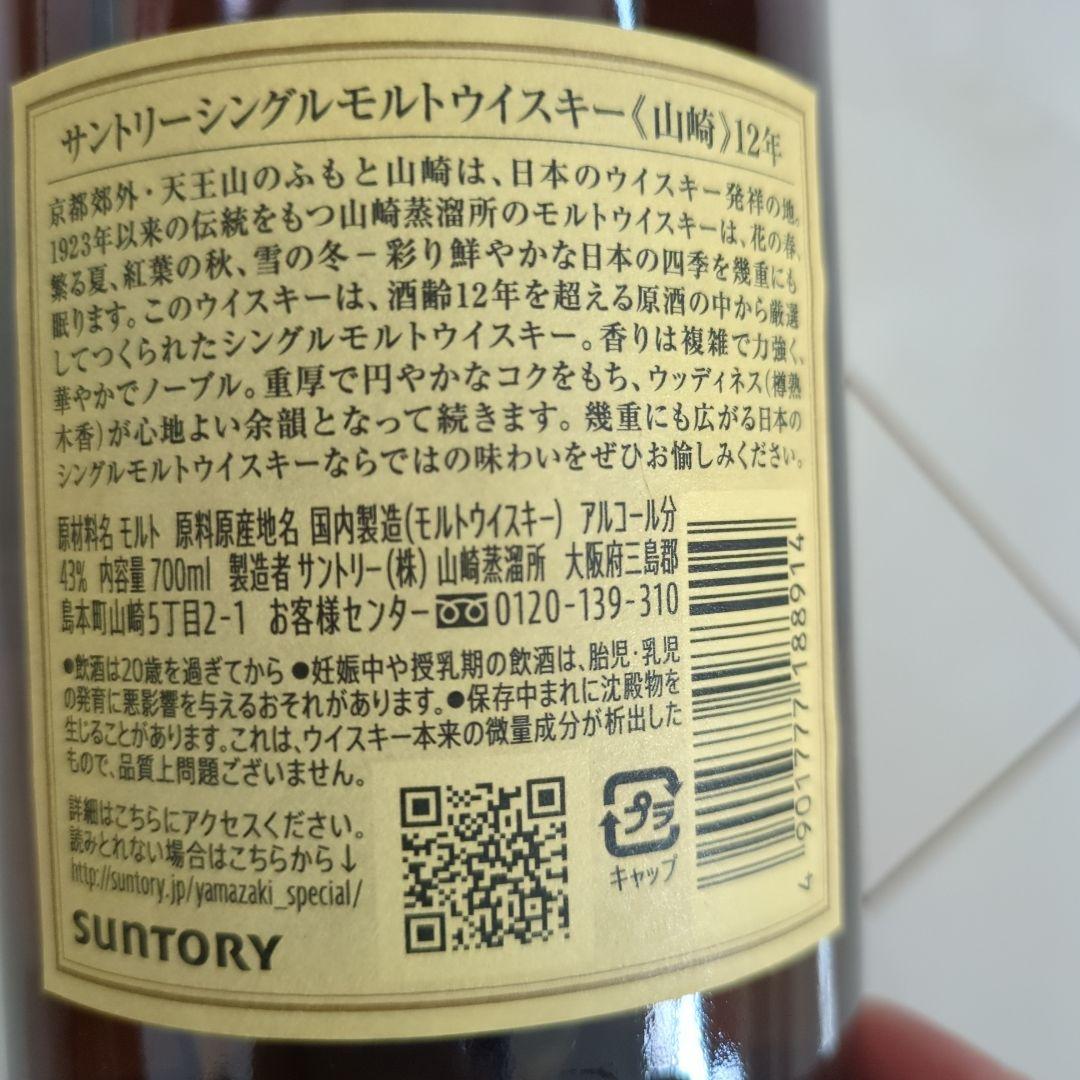 サントリーシングルモルトウイスキー《山崎》12年
京都郊外・天王山のふもと山崎は、日本のウイスキー発祥の地。
1923年以来の伝統をもつ山崎蒸溜所のモルトウイスキーは、花の春、
繁る夏、紅葉の秋、雪の冬－彩り鮮やかな日本の四季を幾重にも
眠ります。このウイスキーは、酒齢12年を超える原酒の中から厳選
してつくられたシングルモルトウイスキー。香りは複雑で力強く、
華やかでノーブル。重厚で円やかなコクをもち、ウッディネス(樽熟
木香)が心地よい余韻となって続きます。幾重にも広がる日本の
シングルモルトウイスキーならではの味わいをぜひお愉しみください。
原材料名 モルト 原料原産地名 国内製造(モルトウイスキー) アルコール分
43% 内容量 700ml 製造者 サントリー(株) 山崎蒸溜所 大阪府三島郡
島本町山崎5丁目2-1 お客様センター 0120-139-310
●飲酒は20歳を過ぎてから ●妊娠中や授乳期の飲酒は、胎児・乳児
の発育に悪影響を与えるおそれがあります。●保存中まれに沈殿物を
生じることがあります。これは、ウイスキー本来の微量成分が析出した
もので、品質上問題ございません。
詳細はこちらにアクセスください。
読みとれない場合はこちらから↓
http://suntory.jp/yamazaki_special/
SUNTORY
プラ
キャップ
4 901777 188914